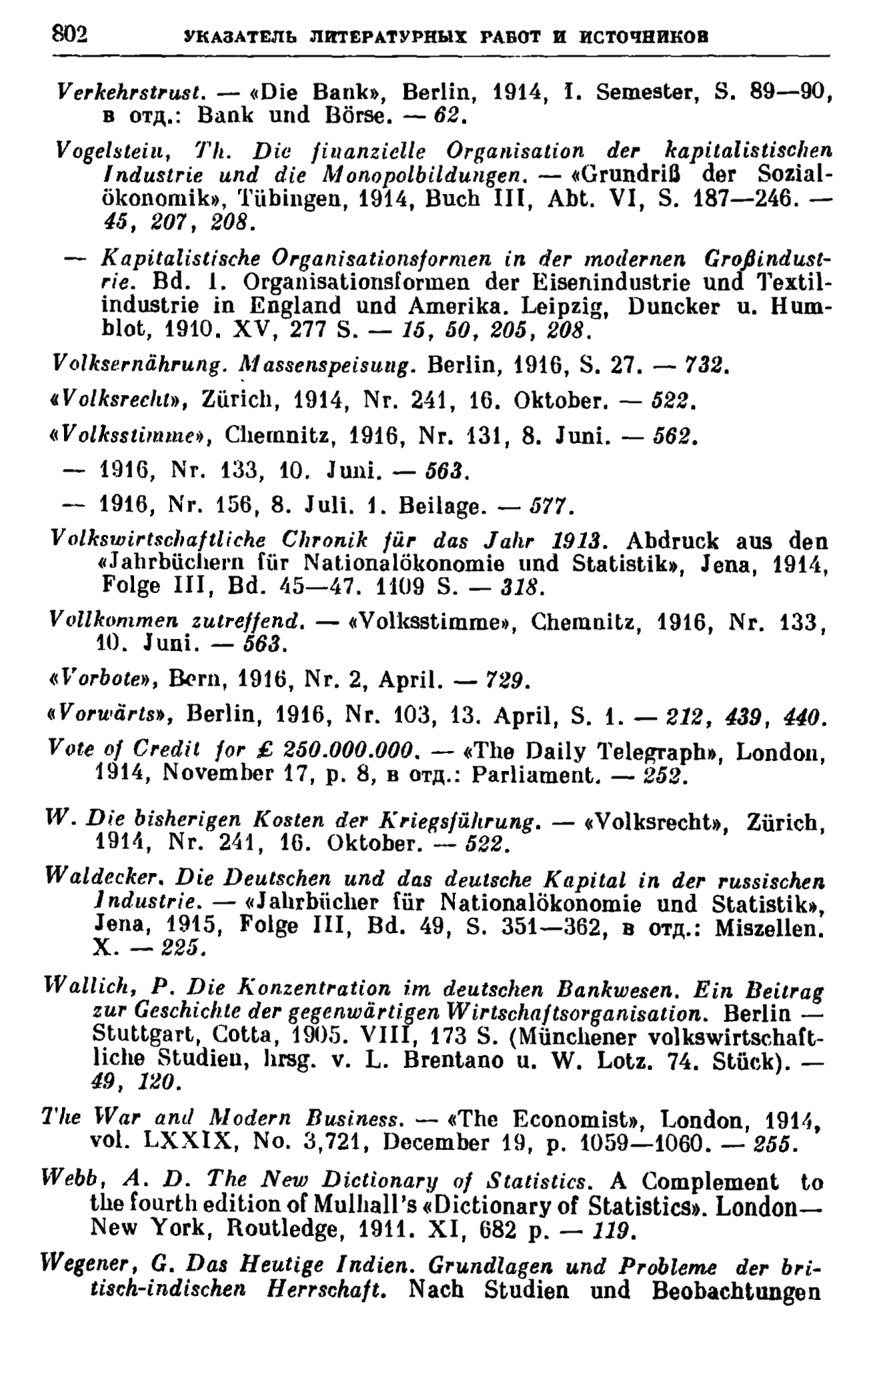 802 УКАЗАТЕЛЬ ЛИТЕРАТУРНЫХ РАБОТ И ИСТОЧНИКОВ
Verkehrstrust. — «Die Bank», Berlin, 1914, I. Semester, S. 89—90,
в отд.: Bank und Börse. — 62.
Vogelstein, Th. Die finanzielle Organisation der kapitalistischen
Industrie und die Monopolbildungen. — «Grundriß der Sozial-
ökonomik», Tübingen, 1914, Buch III, Abt. VI, S. 187—246. —
45, 207, 208.
— Kapitalistische Organisationsformen in der modernen Großindust-
rie. Bd. 1. Organisationsformen der Eisenindustrie und Textil-
industrie in England und Amerika. Leipzig, Duncker u. Hum-
blot, 1910. XV, 277 S. — 15, 50, 205, 208.
Volksernährung. Massenspeisung. Berlin, 1916, S. 27. — 732.
«Volksrecht», Zürich, 1914, Nr. 241, 16. Oktober. — 522.
«Volksstimme», Chemnitz, 1916, Nr. 131, 8. Juni. — 562.
— 1916, Nr. 133, 10. Juni. — 563.
— 1916, Nr. 156, 8. Juli. 1. Beilage. — 577.
Volkswirtschaftliche Chronik für das Jahr 1913. Abdruck aus den
«Jahrbüchern für Nationalökonomie und Statistik», Jena, 1914,
Folge III, Bd. 45—47. 1109 S. — 318.
Vollkommen zutreffend. — «Volksstimme», Chemnitz, 1916, Nr. 133,
10. Juni. — 563.
«Vorbote», Bern, 1916, Nr. 2, April. — 729.
«Vorwärts», Berlin, 1916, Nr. 103, 13. April, S. 1. — 212, 439, 440.
Vote of Credit for £ 250.000.000. — «The Daily Telegraph», London,
1914, November 17, p. 8, в отд.: Parliament. — 252.
W. Die bisherigen Kosten der Kriegsführung. — «Volksrecht», Zürich,
1914, Nr. 241, 16. Oktober. — 522.
Waldecker. Die Deutschen und das deutsche Kapital in der russischen
Industrie. — «Jahrbücher für Nationalökonomie und Statistik»,
Jena, 1915, Folge III, Bd. 49, S. 351—362, в отд.: Miszellen.
X. — 225.
Wallich, P. Die Konzentration im deutschen Bankwesen. Ein Beitrag
zur Geschichte der gegenwärtigen Wirtschaftsorganisation. Berlin —
Stuttgart, Cotta, 1905. VIII, 173 S. (Münchener volkswirtschaft-
liche Studien, hrsg. v. L. Brentano u. W. Lotz. 74. Stück). —
49, 120.
The War and Modern Business. — «The Economist», London, 1914,
vol. LXXIX, No. 3,721, December 19, p. 1059—1060. — 255.
Webb, A. D. The New Dictionary of Statistics. A Complement to
the fourth edition of Mulhall's «Dictionary of Statistics». London—
New York, Routledge, 1911. XI, 682 p. — 119.
Wegener, G. Das Heutige Indien. Grundlagen und Probleme der bri-
tisch-indischen Herrschaft. Nach Studien und Beobachtungen